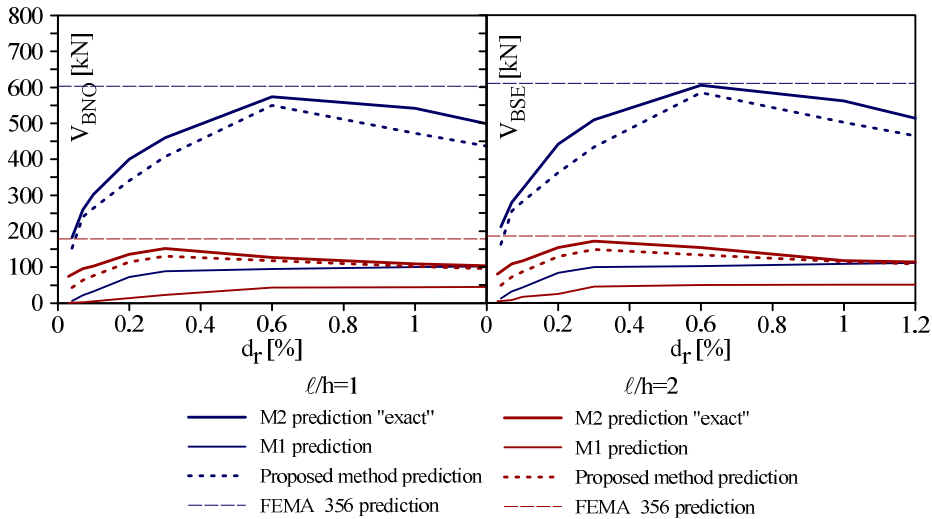 800
700
600
500
400
300
200
100
0
V_BNO [kN]
V_BSE [kN]
0 0.2 0.4 0.6 0.8 1
0 0.2 0.4 0.6 0.8 1 1.2
d_r [%]
d_r [%]
ℓ/h=1
ℓ/h=2
M2 prediction "exact"
M1 prediction
Proposed method prediction
FEMA 356 prediction
M2 prediction "exact"
M1 prediction
Proposed method prediction
FEMA 356 prediction